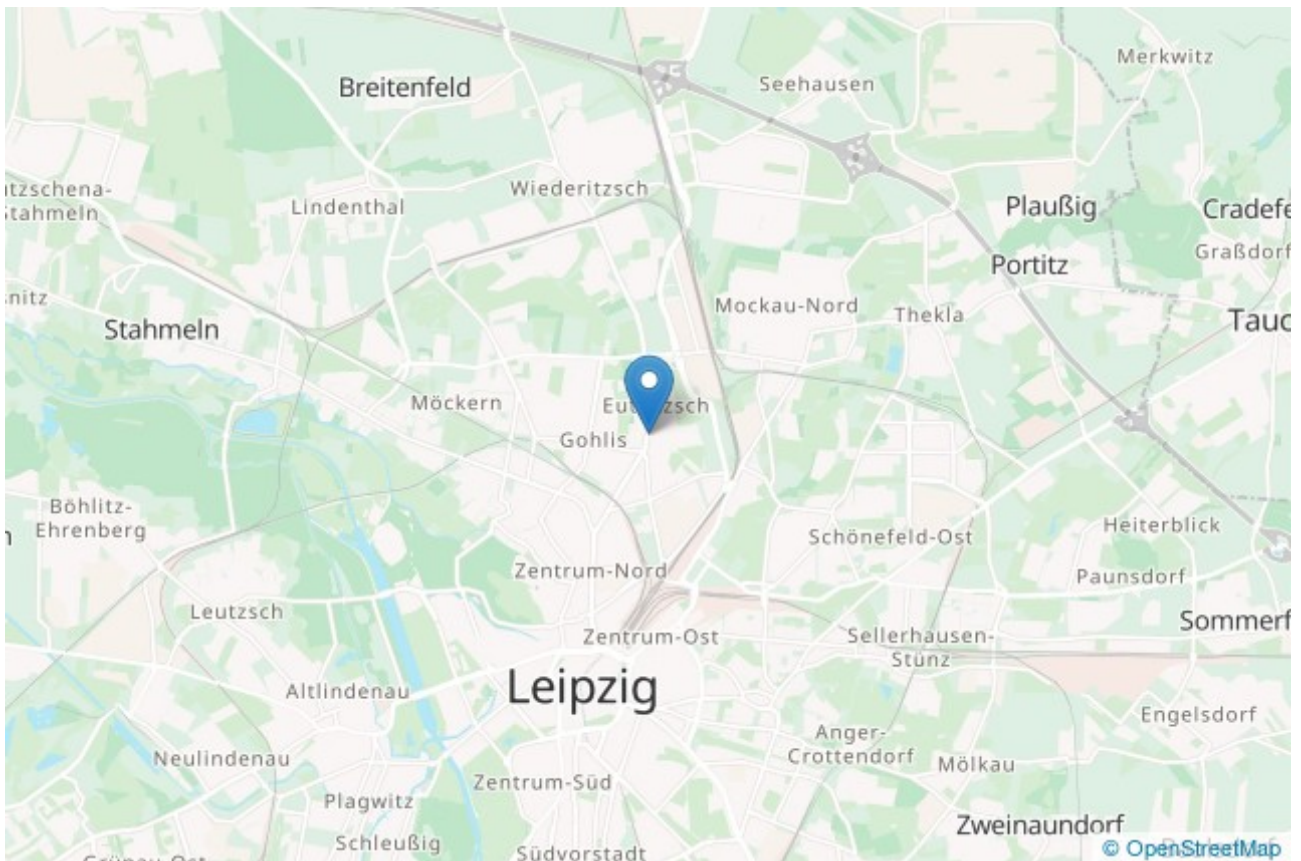 Merkwitz
Breitenfeld
Seehausen
Wiederitzsch
Lindenthal
Stahmeln
Plaußig
Portitz
Graßdorf
Mockau-Nord
Thekla
Stahmeln
Möckern
Gohlis
Böhlitz-
Ehrenberg
Heiterblick
Schönefeld-Ost
Zentrum-Nord
Paunsdorf
Leutzsch
Zentrum-Ost
Sellerhausen-
Stünz
Leipzig
Altlindenau
Engelsdorf
Anger-
Crottendorf
Neulindenau
Mölkau
Zentrum-Süd
Plagwitz
Schleußig
Zweinaundorf
Südvorstadt
© OpenStreetMap